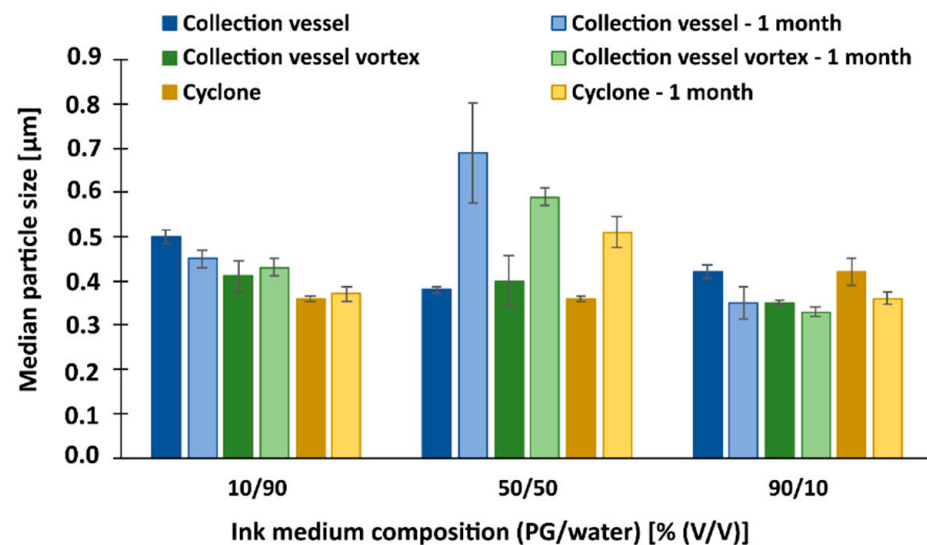 Collection vessel
Collection vessel - 1 month
Collection vessel vortex
Collection vessel vortex - 1 month
Cyclone
Cyclone - 1 month
Median particle size [µm]
0.9
0.8
0.7
0.6
0.5
0.4
0.3
0.2
0.1
0.0
10/90
50/50
90/10
Ink medium composition (PG/water) [% (V/V)]